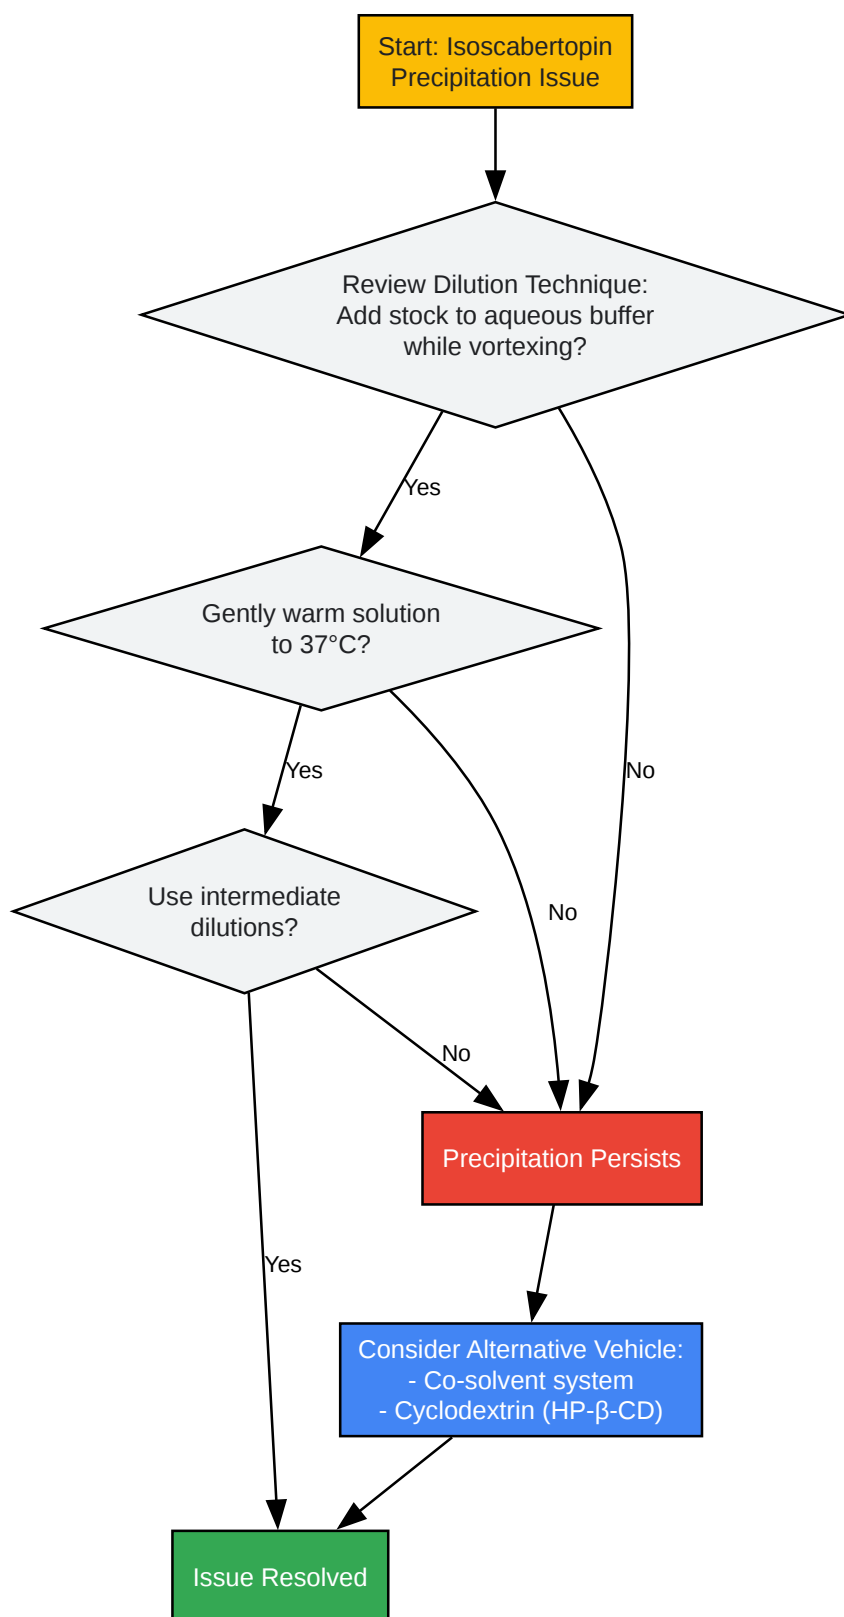 Start: Isoscabertopin
Precipitation Issue
Review Dilution Technique:
Add stock to aqueous buffer
while vortexing?
Yes
Gently warm solution
to 37°C?
Yes
No
Use intermediate
dilutions?
No
No
Precipitation Persists
Yes
Consider Alternative Vehicle:
- Co-solvent system
- Cyclodextrin (HP-β-CD)
Issue Resolved